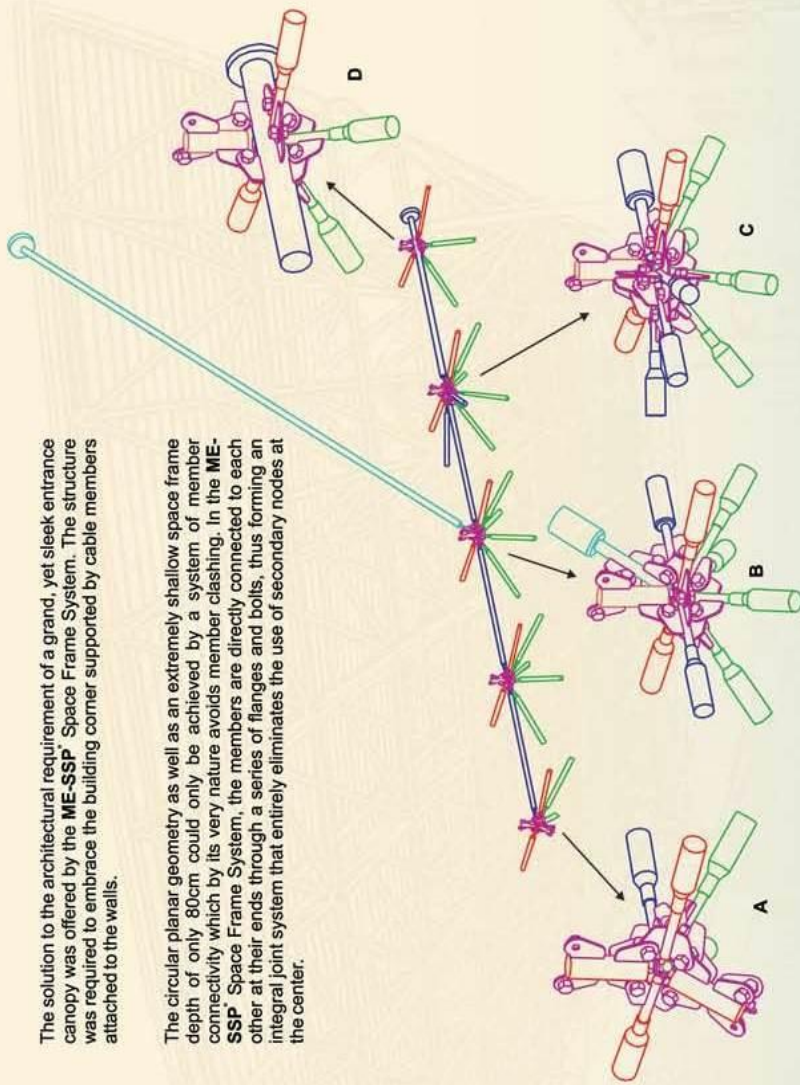 The solution to the architectural requirement of a grand, yet sleek entrance
canopy was offered by the ME-SSP* Space Frame System. The structure
was required to embrace the building corner supported by cable members
attached to the walls.
The circular planar geometry as well as an extremely shallow space frame
depth of only 80cm could only be achieved by a system of member
connectivity which by its very nature avoids member clashing. In the ME-
SSP* Space Frame System, the members are directly connected to each
other at their ends through a series of flanges and bolts, thus forming an
integral joint system that entirely eliminates the use of secondary nodes at
the center.
A
B
C
D